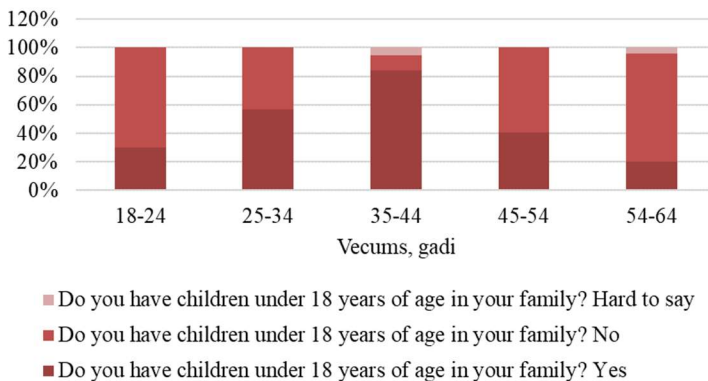 120%
100%
80%
60%
40%
20%
0%
18-24 25-34 35-44 45-54 54-64
Vecums, gadi
Do you have children under 18 years of age in your family? Hard to say
Do you have children under 18 years of age in your family? No
Do you have children under 18 years of age in your family? Yes